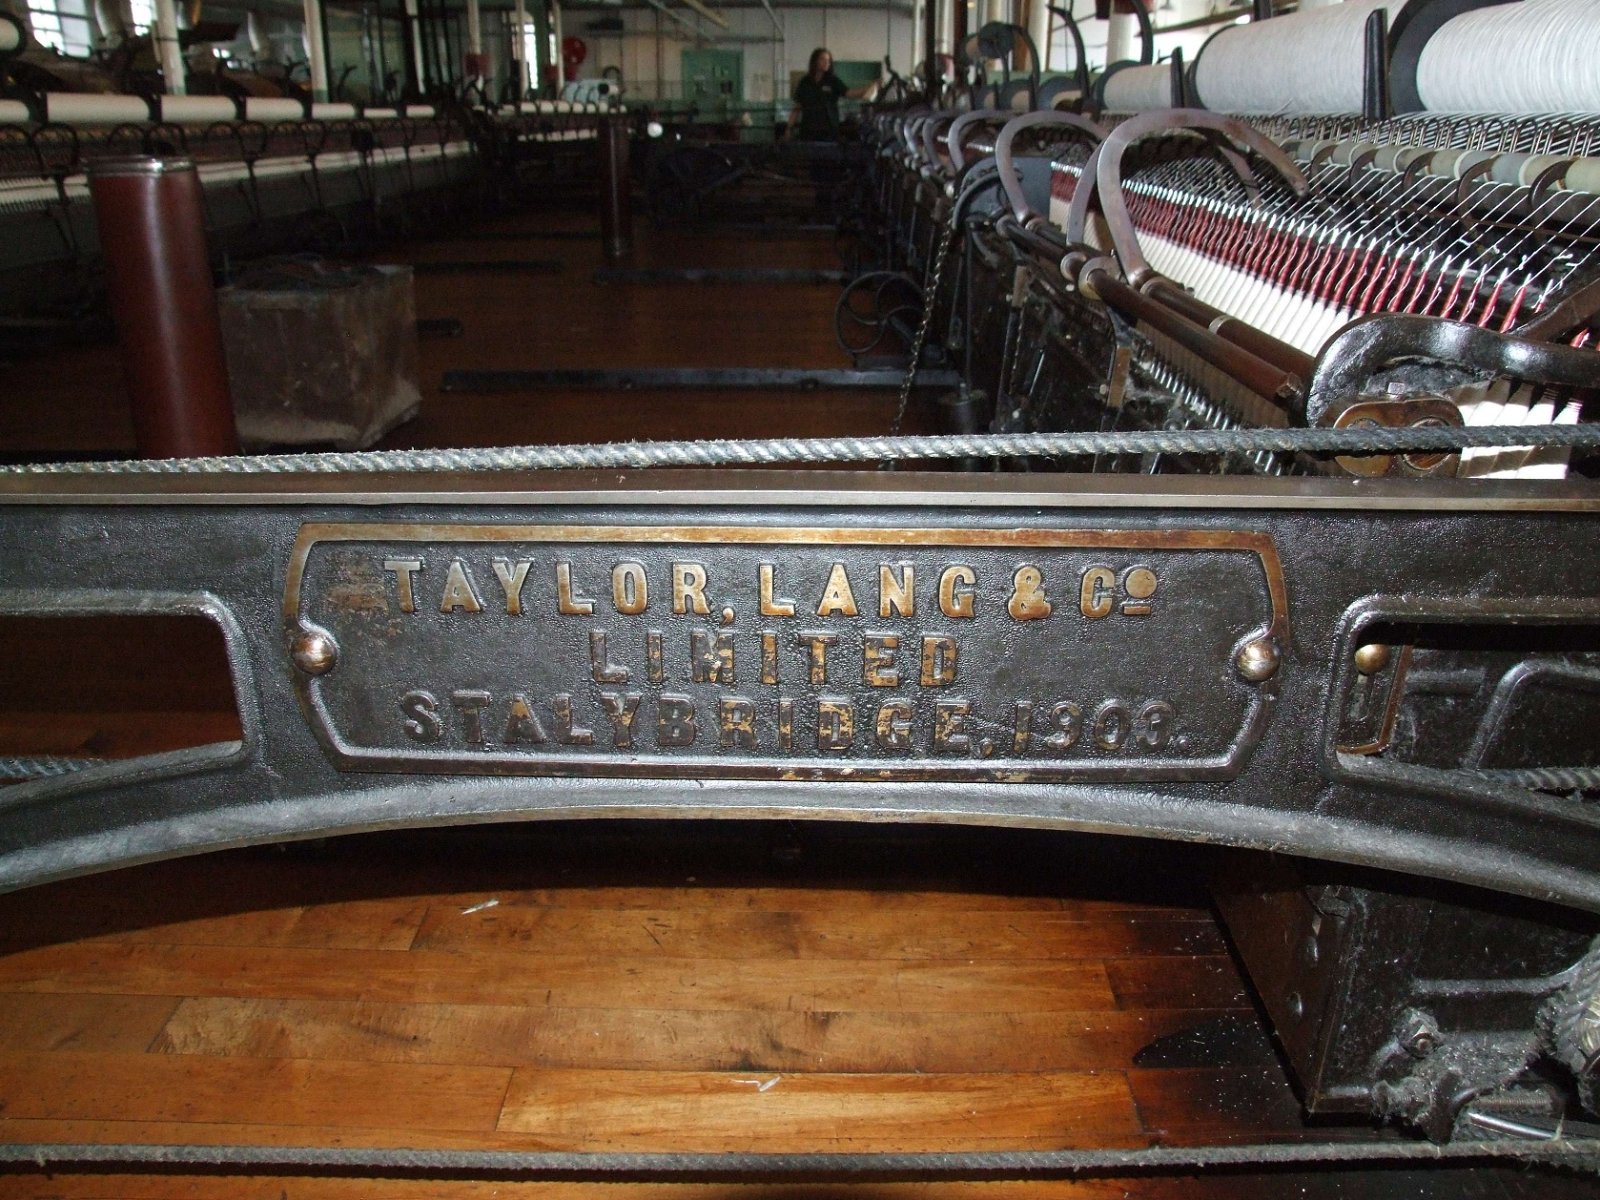 TAYLOR, LANG & Co
LIMITED
STALYBRIDGE, 1903.